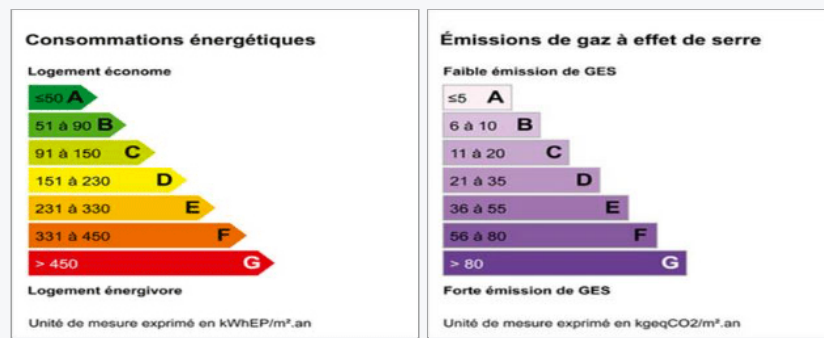 Consommations énergétiques
Logement économe
≤50 A
51 à 90 B
91 à 150 C
151 à 230 D
231 à 330 E
331 à 450 F
> 450 G
Logement énergivore
Unité de mesure exprimé en kWhEP/m².an
Émissions de gaz à effet de serre
Faible émission de GES
≤5 A
6 à 10 B
11 à 20 C
21 à 35 D
36 à 55 E
56 à 80 F
> 80 G
Forte émission de GES
Unité de mesure exprimé en kgeqCO2/m².an